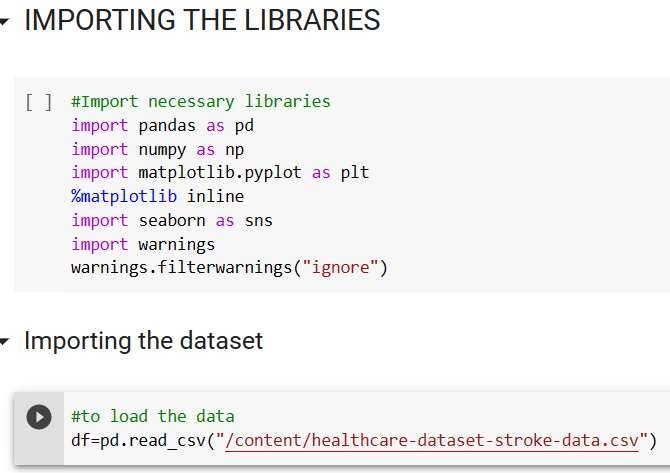 IMPORTING THE LIBRARIES
[ ] #Import necessary libraries
import pandas as pd
import numpy as np
import matplotlib.pyplot as plt
%matplotlib inline
import seaborn as sns
import warnings
warnings.filterwarnings("ignore")
Importing the dataset
#to load the data
df=pd.read_csv("/content/healthcare-dataset-stroke-data.csv")